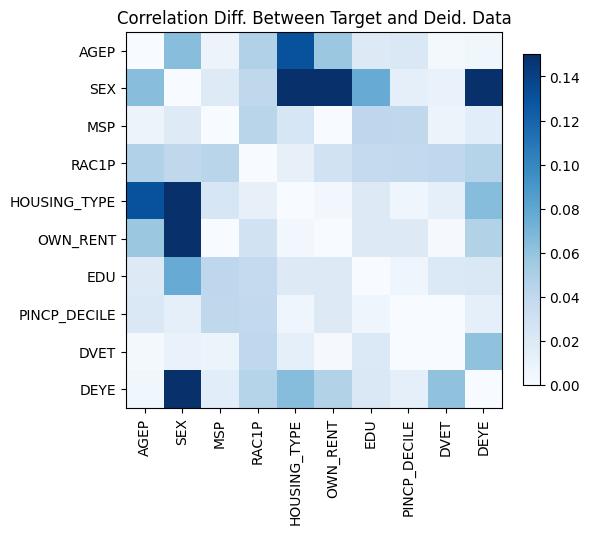 Correlation Diff. Between Target and Deid. Data
AGEP
SEX
MSP
RAC1P
HOUSING_TYPE
OWN_RENT
EDU
PINCP_DECILE
DVET
DEYE
AGEP
SEX
MSP
RAC1P
HOUSING_TYPE
OWN_RENT
EDU
PINCP_DECILE
DVET
DEYE
0.14
0.12
0.10
0.08
0.06
0.04
0.02
0.00